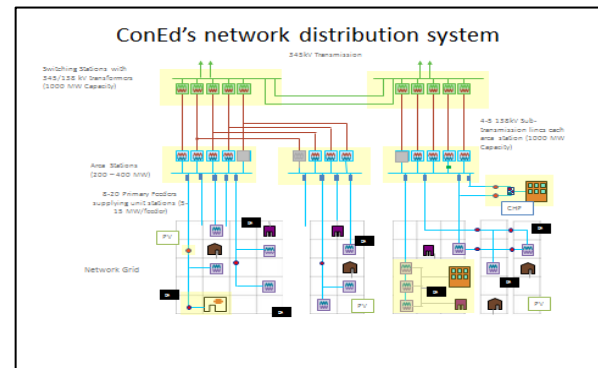 ConEd's network distribution system
345kV Transmission
Switching Stations with
345/138 kV transformers
(1000 MW Capacity)
4-5 138kV Sub-
transmission lines each
area station (1000 MW
Capacity)
Area Stations
(200 – 400 MW)
8-20 Primary Feeders
supplying unit stations (5-
15 MW/feeder)
CHP
PV
Network Grid
PV
PV